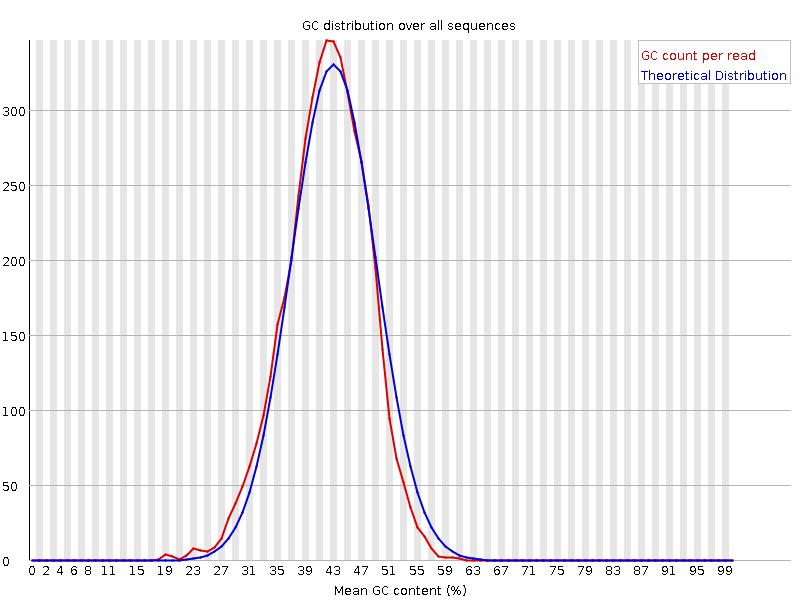 GC distribution over all sequences
GC count per read
Theoretical Distribution
300
250
200
150
100
50
0
0 2 4 6 8 11 15 19 23 27 31 35 39 43 47 51 55 59 63 67 71 75 79 83 87 91 95 99
Mean GC content (%)